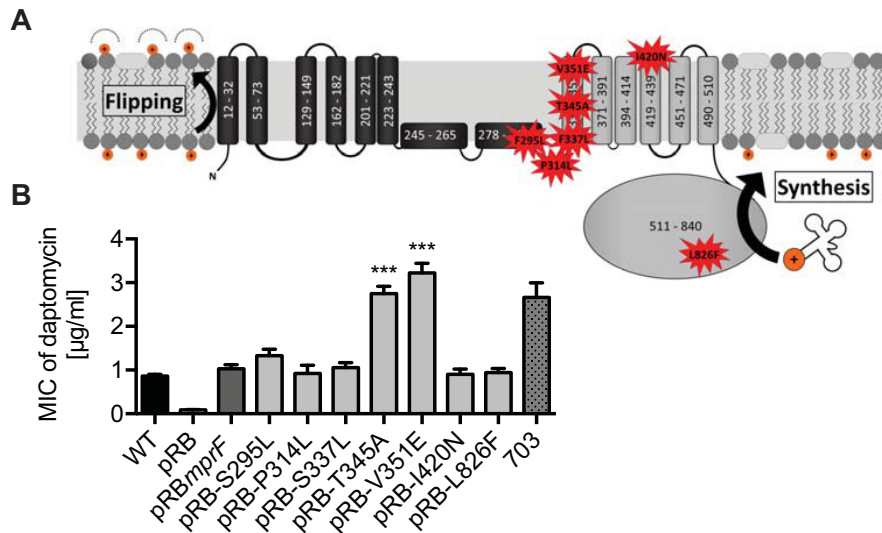 A
Flipping
12 - 32
53 - 73
129 - 149
162 - 182
201 - 221
223 - 243
245 - 265
278 -
F295L
P314L
F337L
T345A
V351E
371 - 391
394 - 414
I420N
419 - 439
451 - 471
490 - 510
N
+
+
+
+
+
+
+
+
+
Synthesis
511 - 840
L826F
+
B
MIC of daptomycin
[µg/ml]
4
3
2
1
0
***
***
WT
pRB
pRBmprF
pRB-S295L
pRB-P314L
pRB-S337L
pRB-T345A
pRB-V351E
pRB-I420N
pRB-L826F
703